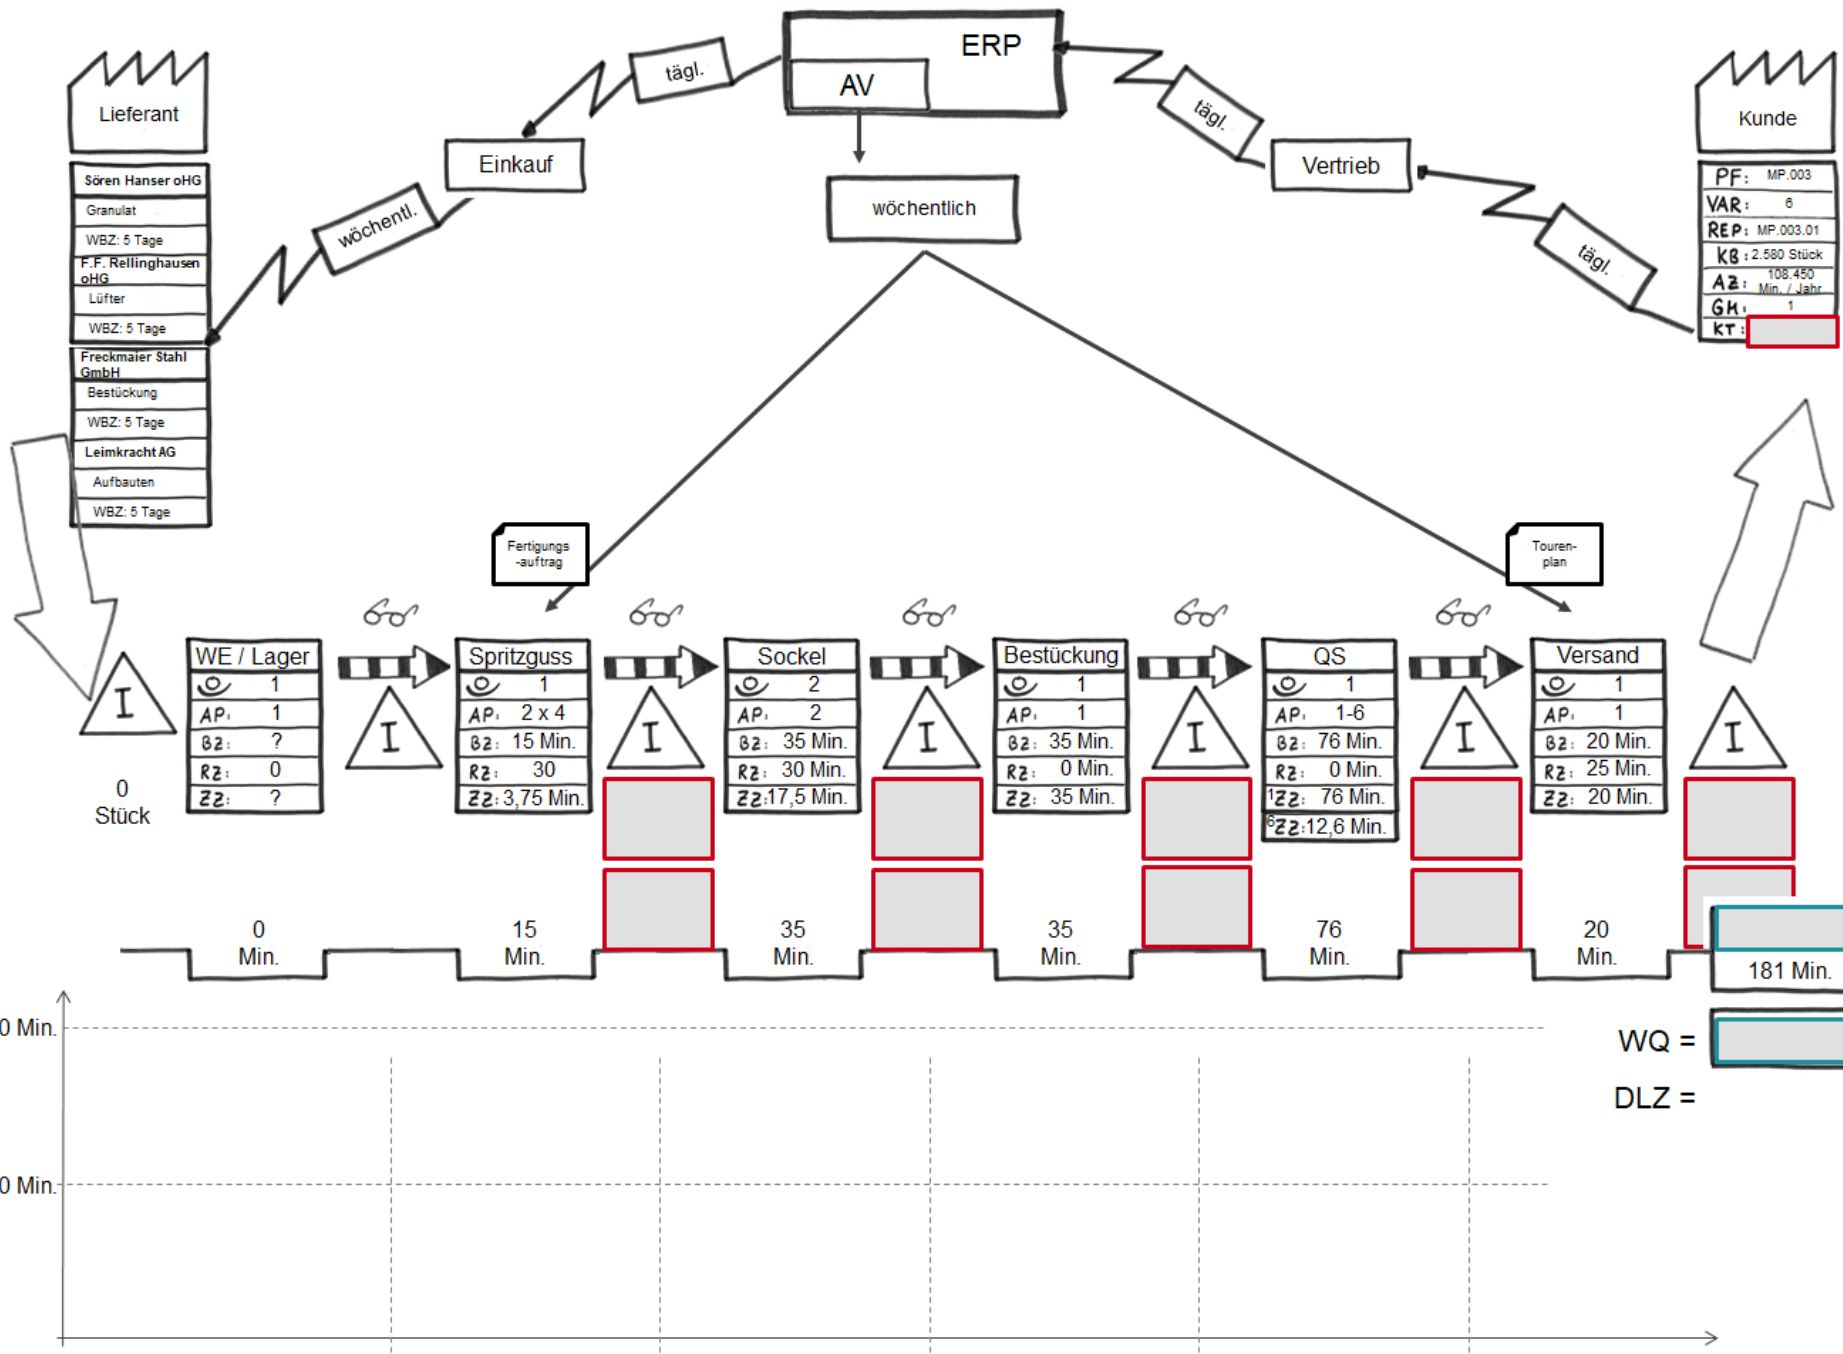 ERP
AV
tägl.
tägl.
Lieferant
Kunde
Einkauf
Vertrieb
wöchentlich
wöchentl.
tägl.
Sören Hanser oHG
Granulat
WBZ: 5 Tage
F.F. Rellinghausen
oHG
Lüfter
WBZ: 5 Tage
Freckmaier Stahl
GmbH
Bestückung
WBZ: 5 Tage
Leimkracht AG
Aufbauten
WBZ: 5 Tage
PF: MP.003
VAR: 6
REP: MP.003.01
KB: 2.580 Stück
AZ: 108.450
Min. / Jahr
GM: 1
KT:
Fertigungs
-auftrag
Touren-
plan
I
0
Stück
WE / Lager
1
AP: 1
BZ: ?
RZ: 0
ZZ: ?
I
Spritzguss
1
AP: 2 x 4
BZ: 15 Min.
RZ: 30
ZZ: 3,75 Min.
I
Sockel
2
AP: 2
BZ: 35 Min.
RZ: 30 Min.
ZZ: 17,5 Min.
I
Bestückung
1
AP: 1
BZ: 35 Min.
RZ: 0 Min.
ZZ: 35 Min.
I
QS
1
AP: 1-6
BZ: 76 Min.
RZ: 0 Min.
1ZZ: 76 Min.
6ZZ: 12,6 Min.
I
Versand
1
AP: 1
BZ: 20 Min.
RZ: 25 Min.
ZZ: 20 Min.
I
0
Min.
15
Min.
35
Min.
35
Min.
76
Min.
20
Min.
181 Min.
0 Min.
WQ =
DLZ =
0 Min.